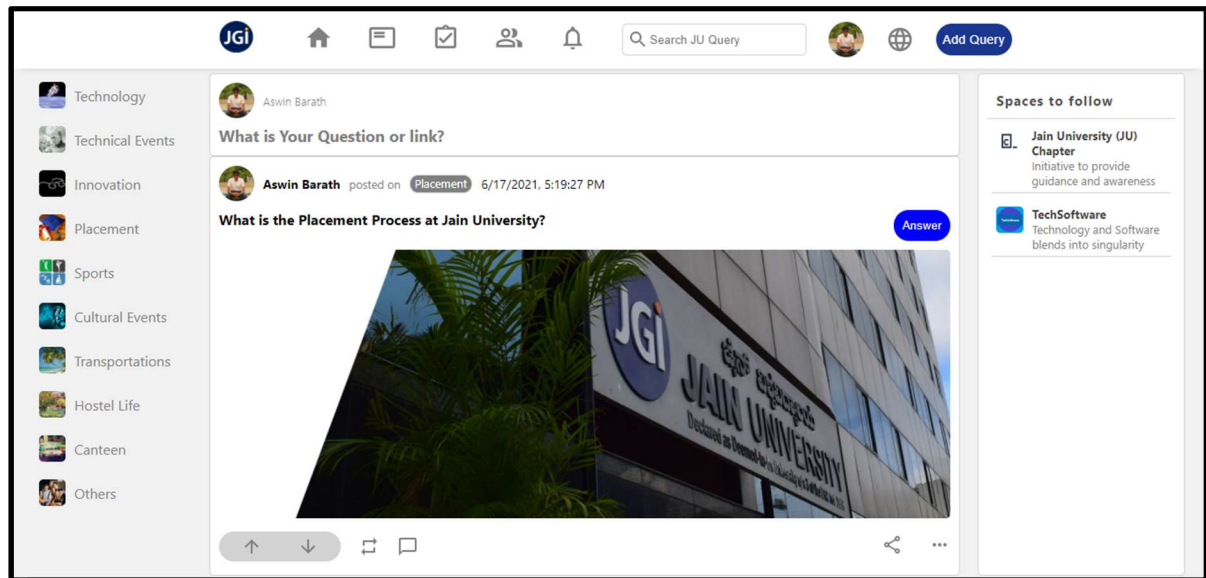 JGi
Search JU Query
Add Query
Technology
Technical Events
Innovation
Placement
Sports
Cultural Events
Transportations
Hostel Life
Canteen
Others
Aswin Barath
What is Your Question or link?
Aswin Barath posted on Placement 6/17/2021, 5:19:27 PM
What is the Placement Process at Jain University?
Answer
JGi
JAIN UNIVERSITY
Spaces to follow
Jain University (JU)
Chapter
Initiative to provide
guidance and awareness
TechSoftware
Technology and Software
blends into singularity